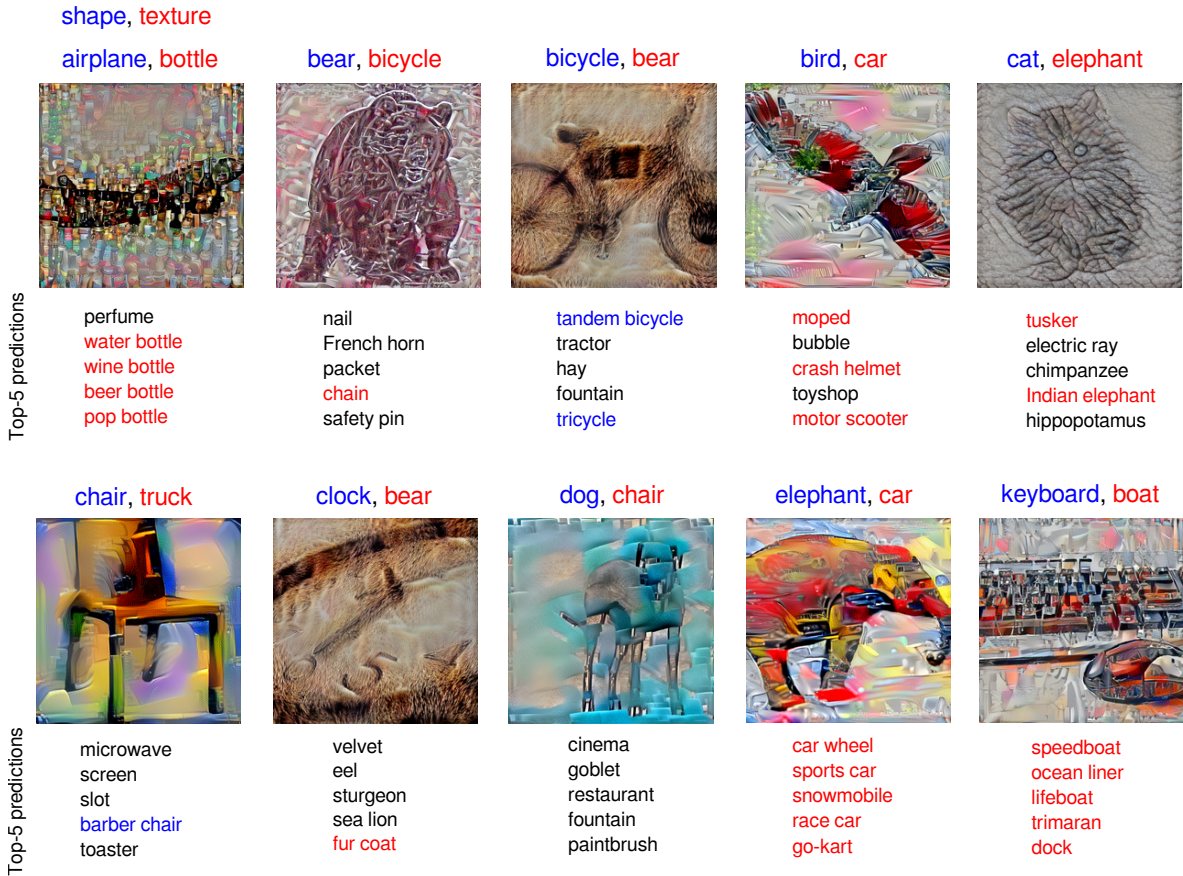 shape, texture
airplane, bottle
bear, bicycle
bicycle, bear
bird, car
cat, elephant
Top-5 predictions
perfume
water bottle
wine bottle
beer bottle
pop bottle
nail
French horn
packet
chain
safety pin
tandem bicycle
tractor
hay
fountain
tricycle
moped
bubble
crash helmet
toyshop
motor scooter
tusker
electric ray
chimpanzee
Indian elephant
hippopotamus
chair, truck
clock, bear
dog, chair
elephant, car
keyboard, boat
Top-5 predictions
microwave
screen
slot
barber chair
toaster
velvet
eel
sturgeon
sea lion
fur coat
cinema
goblet
restaurant
fountain
paintbrush
car wheel
sports car
snowmobile
race car
go-kart
speedboat
ocean liner
lifeboat
trimaran
dock